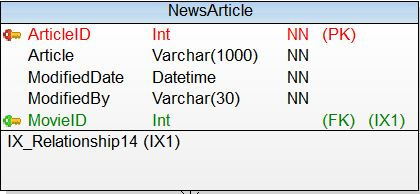 NewsArticle
ArticleID Int NN (PK)
Article Varchar(1000) NN
ModifiedDate Datetime NN
ModifiedBy Varchar(30) NN
MovieID Int (FK) (IX1)
IX_Relationship14 (IX1)